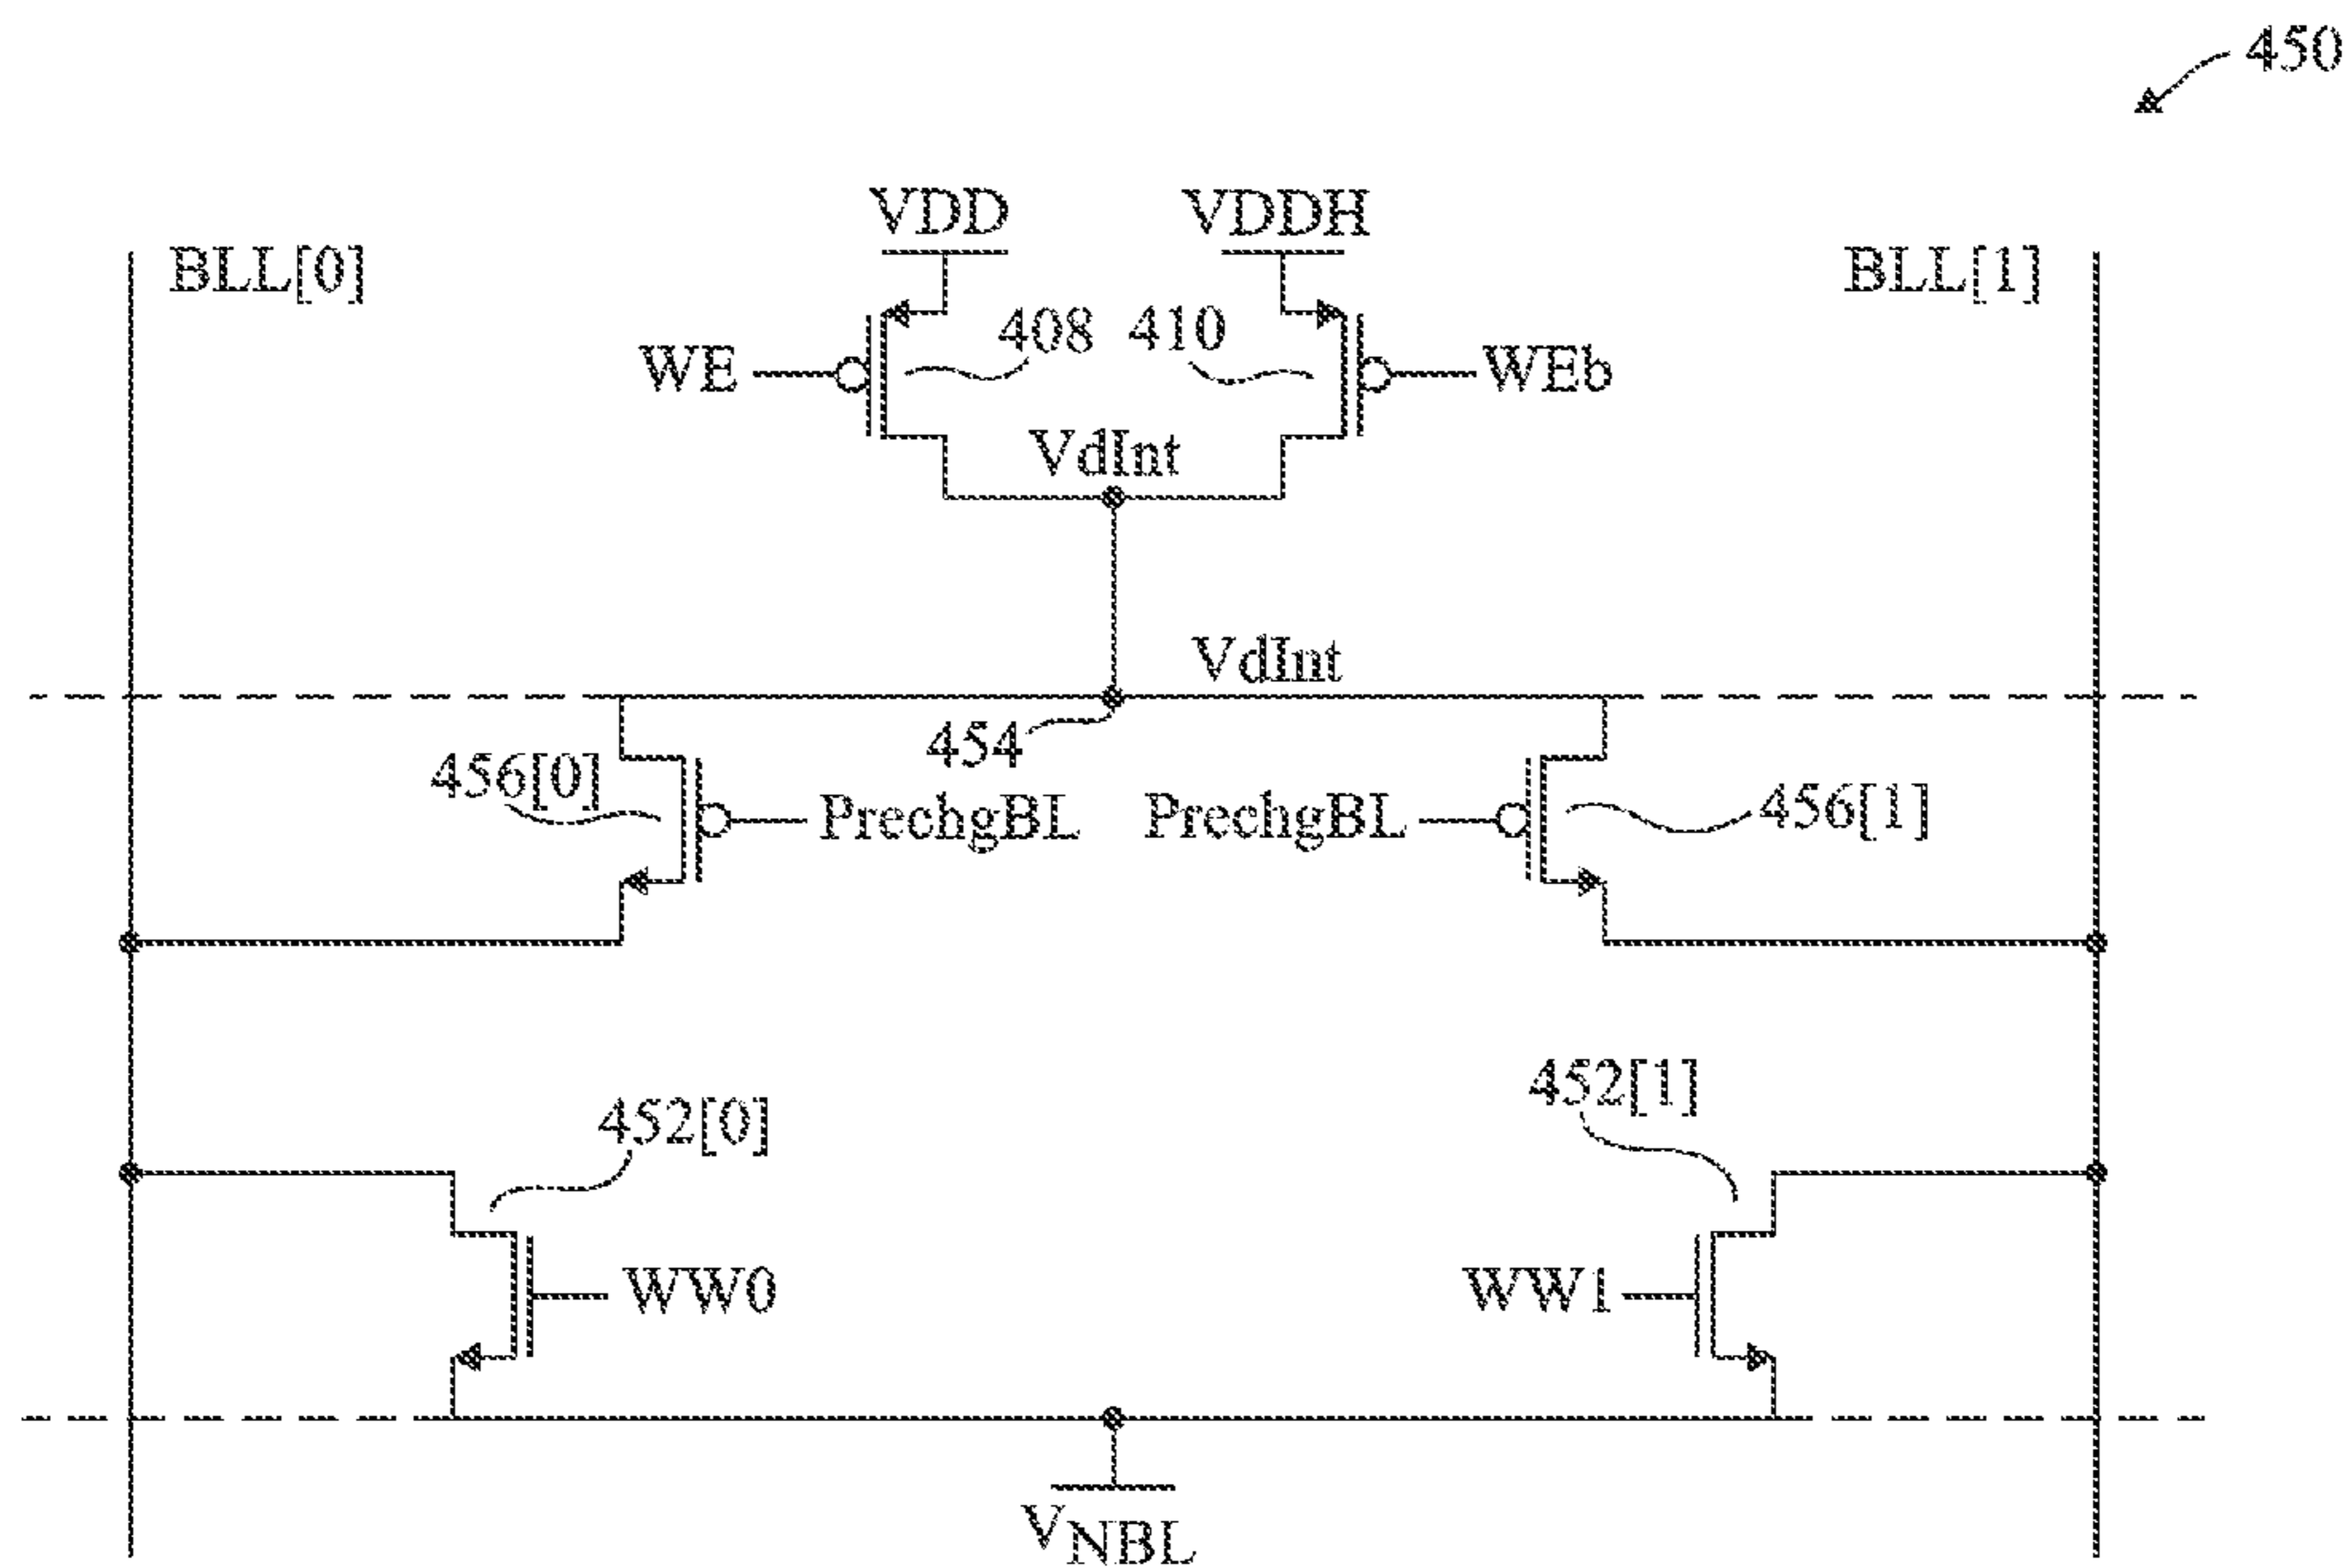 450
VDD
VDDH
BLL[0]
BLL[1]
408
410
WE
WEb
VdInt
VdInt
454
456[0]
PrechgBL
PrechgBL
456[1]
452[0]
452[1]
WW0
WW1
VNBL